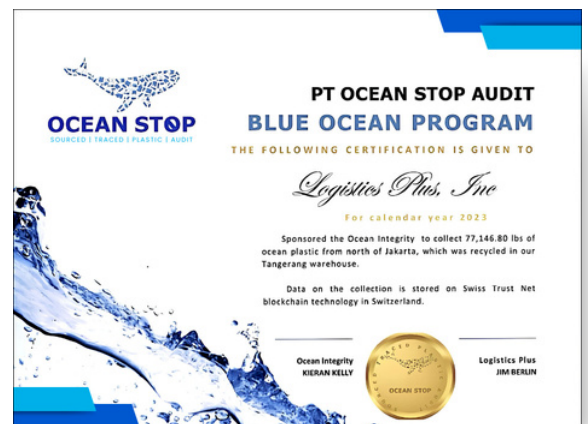 PT OCEAN STOP AUDIT
OCEAN STOP
SOURCED | TRACED | PLASTIC | AUDIT
BLUE OCEAN PROGRAM
THE FOLLOWING CERTIFICATION IS GIVEN TO
Logistics Plus, Inc
For calendar year 2023
Sponsored the Ocean Integrity to collect 77,146.80 lbs of
ocean plastic from north of Jakarta, which was recycled in our
Tangerang warehouse.
Data on the collection is stored on Swiss Trust Net
blockchain technology in Switzerland.
Ocean Integrity
KIERAN KELLY
OCEAN STOP
Logistics Plus
JIM BERLIN